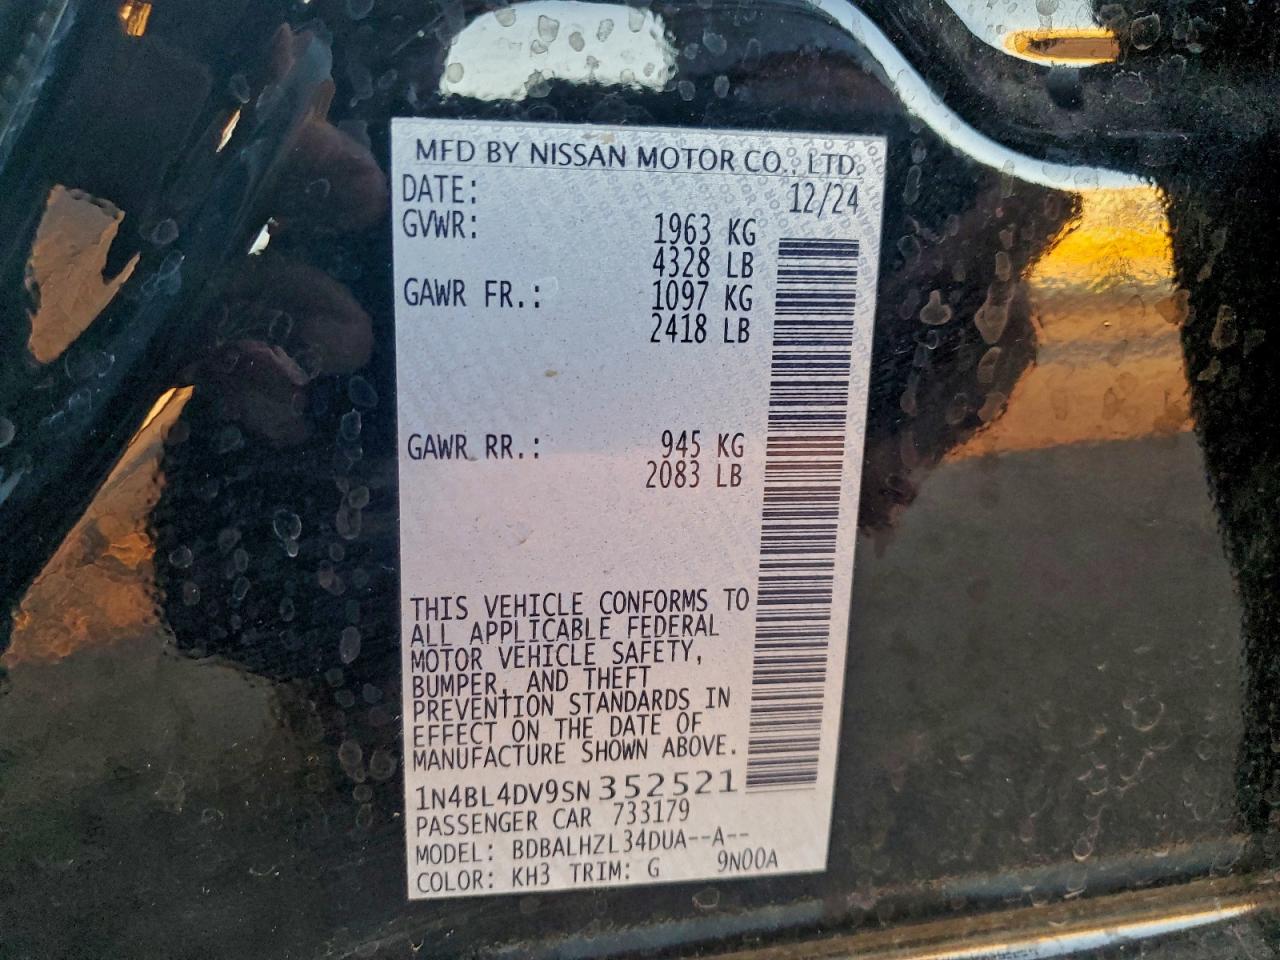 MFD BY NISSAN MOTOR CO., LTD.
DATE: 12/24
GVWR: 1963 KG
4328 LB
GAWR FR.: 1097 KG
2418 LB
GAWR RR.: 945 KG
2083 LB
THIS VEHICLE CONFORMS TO
ALL APPLICABLE FEDERAL
MOTOR VEHICLE SAFETY,
BUMPER, AND THEFT
PREVENTION STANDARDS IN
EFFECT ON THE DATE OF
MANUFACTURE SHOWN ABOVE.
1N4BL4DV9SN352521
PASSENGER CAR 733179
MODEL: BDBALHZL34DUA--A--
COLOR: KH3 TRIM: G 9N00A